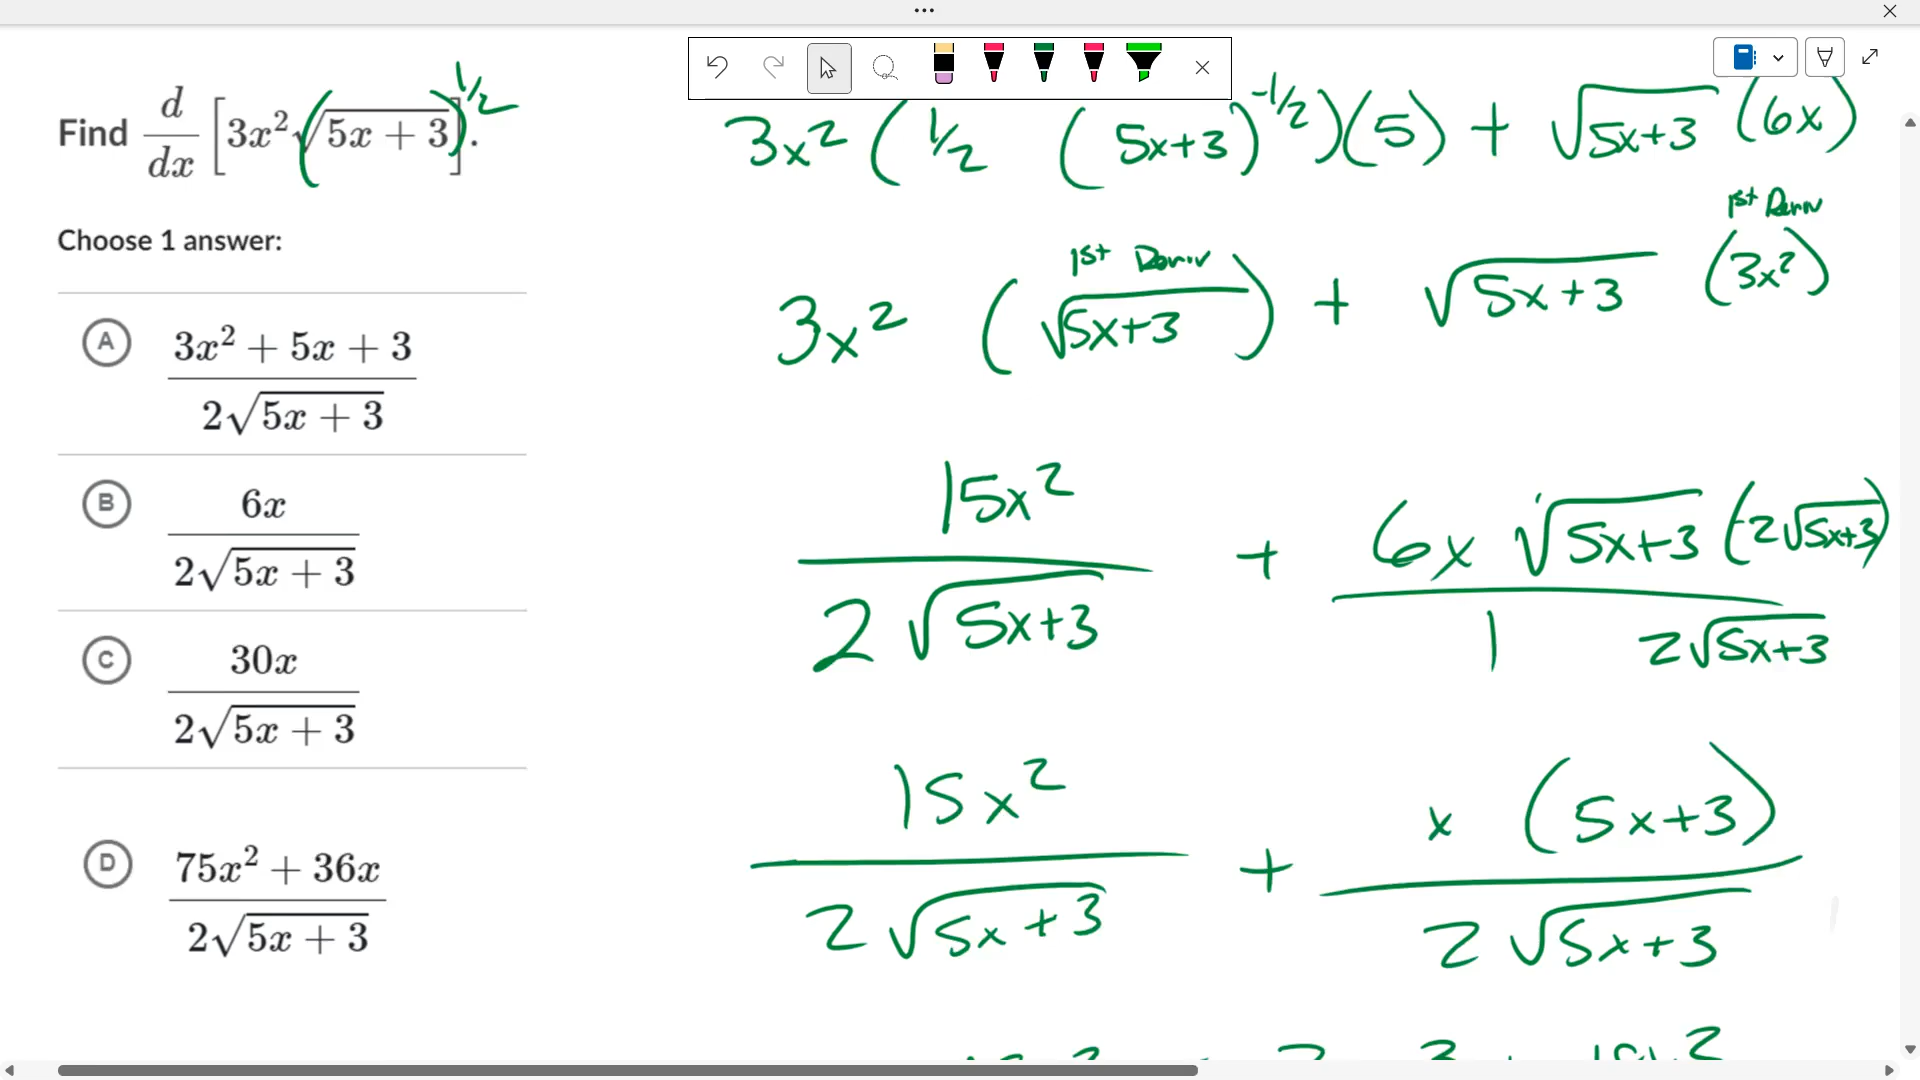 Find d/dx [3x²√(5x + 3)]. ( )^1/2
Choose 1 answer:
A (3x² + 5x + 3) / (2√(5x + 3))
B 6x / (2√(5x + 3))
C 30x / (2√(5x + 3))
D (75x² + 36x) / (2√(5x + 3))
3x² (1/2 (5x+3)^-1/2)(5) + √(5x+3) (6x)
1st Deriv
1st Deriv
3x² (√(5x+3)) + √(5x+3) (3x²)
15x² / (2√(5x+3)) + 6x √(5x+3) (2√(5x+3)) / (1 2√(5x+3))
15x² / (2√(5x+3)) + x (5x+3) / (2√(5x+3))